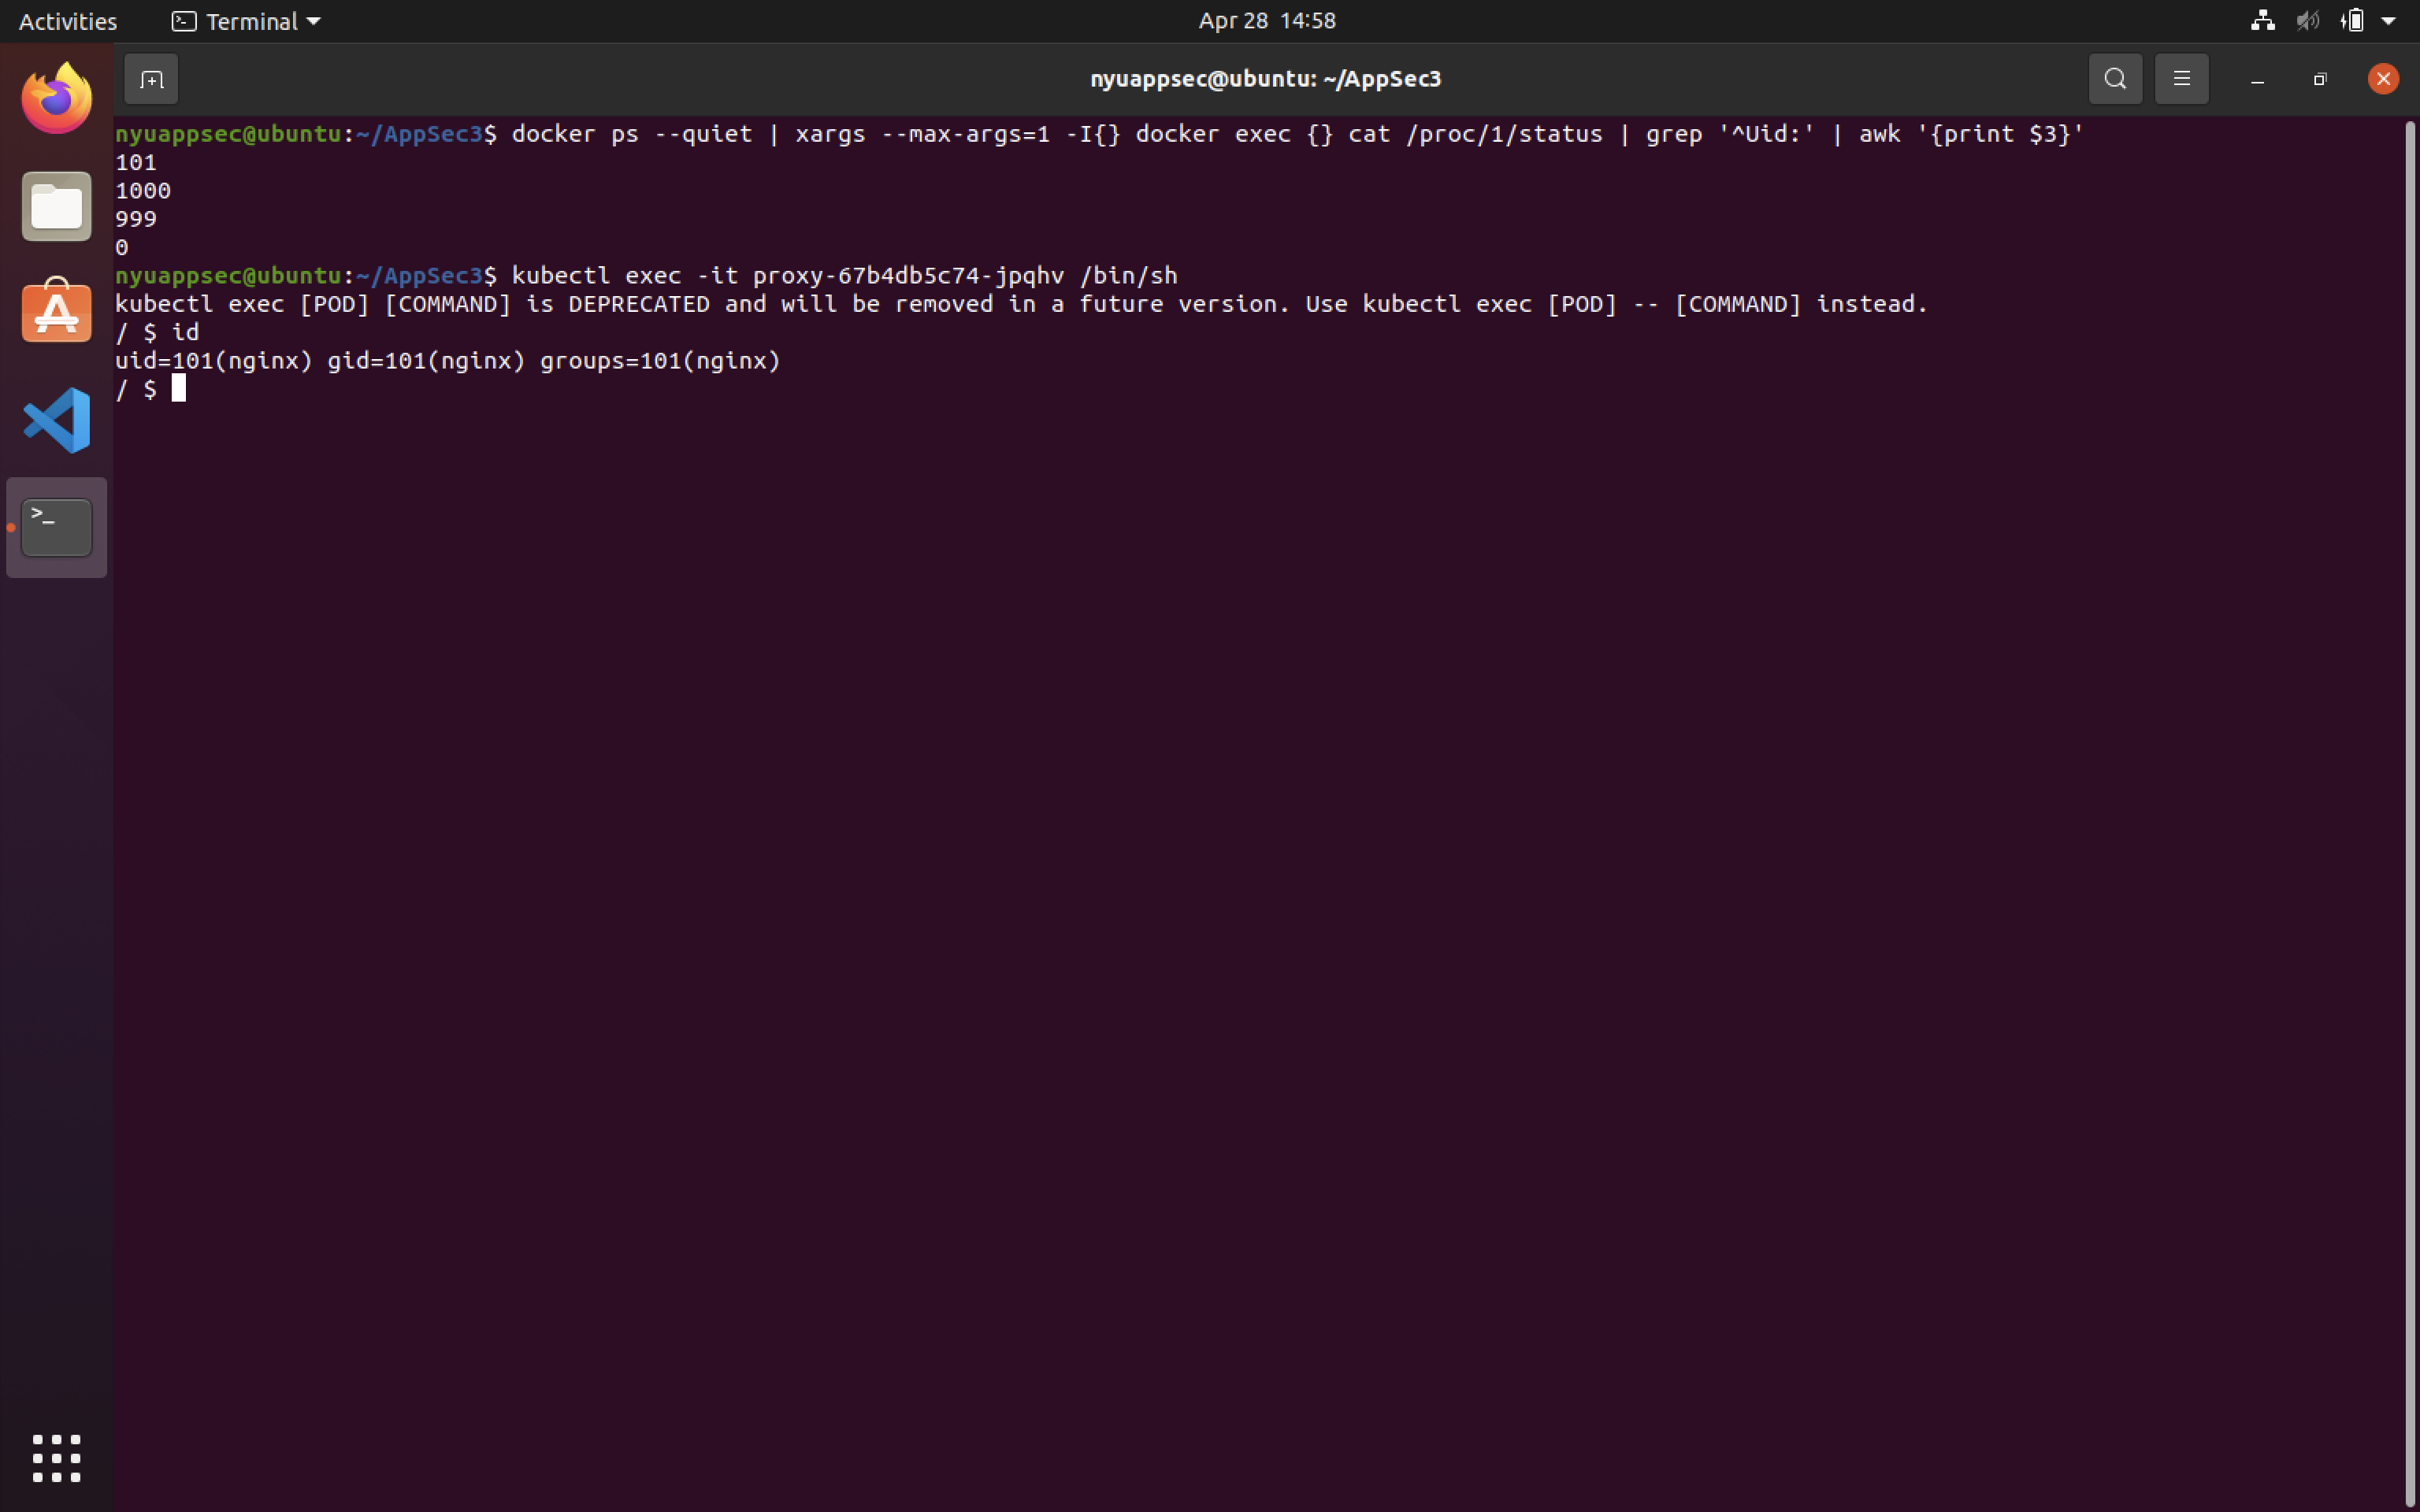 Activities Terminal Apr 28 14:58
nyuappsec@ubuntu: ~/AppSec3
nyuappsec@ubuntu:~/AppSec3$ docker ps --quiet | xargs --max-args=1 -I{} docker exec {} cat /proc/1/status | grep '^Uid:' | awk '{print $3}'
101
1000
999
0
nyuappsec@ubuntu:~/AppSec3$ kubectl exec -it proxy-67b4db5c74-jpqhv /bin/sh
kubectl exec [POD] [COMMAND] is DEPRECATED and will be removed in a future version. Use kubectl exec [POD] -- [COMMAND] instead.
/ $ id
uid=101(nginx) gid=101(nginx) groups=101(nginx)
/ $